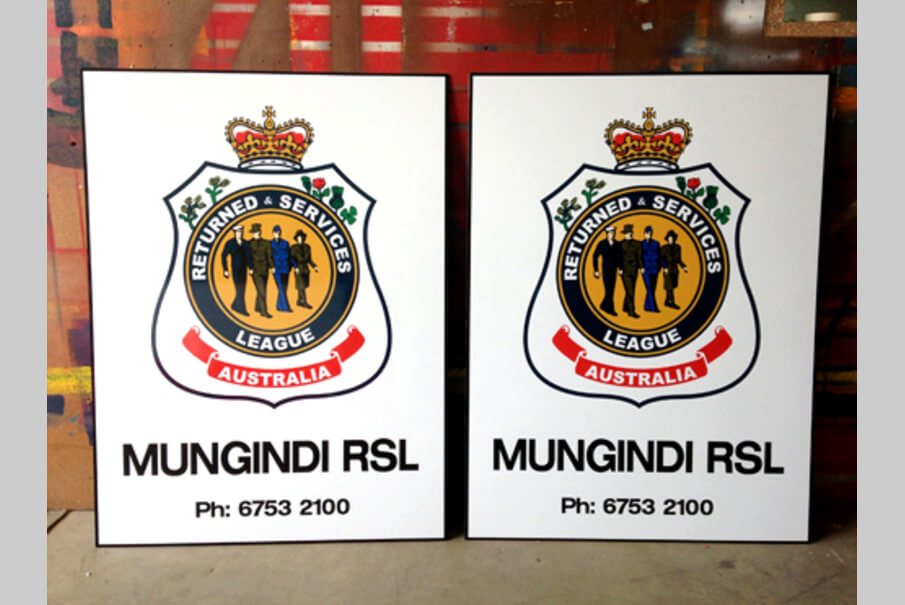 RETURNED & SERVICES
LEAGUE
AUSTRALIA
MUNGINDI RSL
Ph: 6753 2100
RETURNED & SERVICES
LEAGUE
AUSTRALIA
MUNGINDI RSL
Ph: 6753 2100